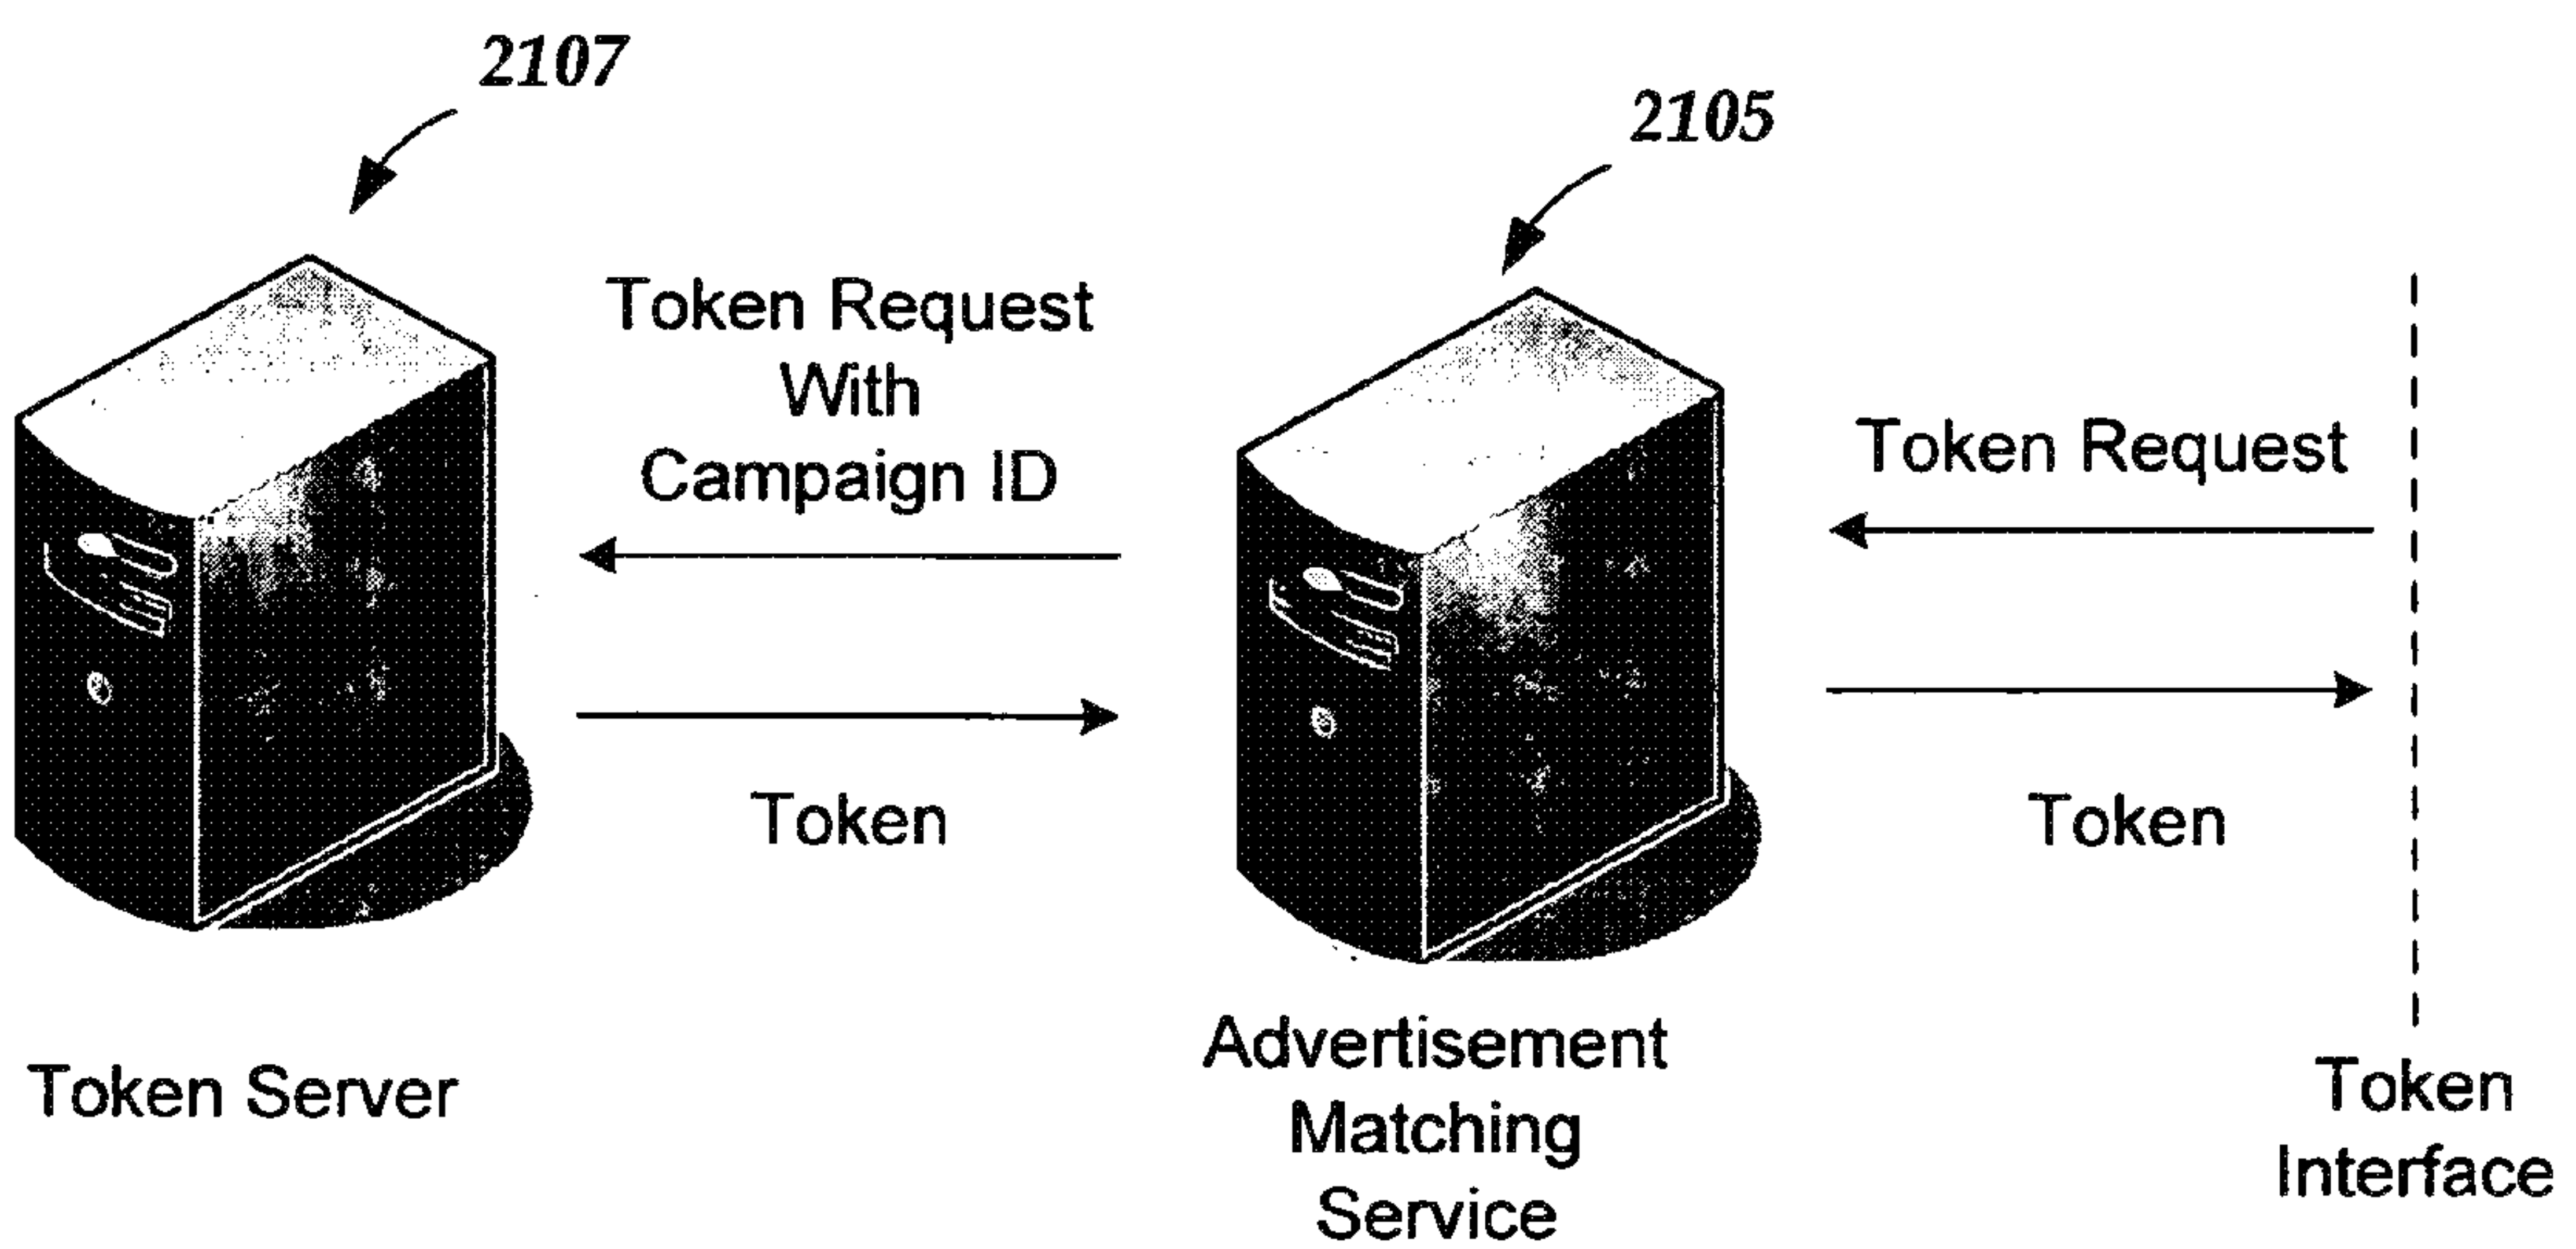 2107
2105
Token Request
With
Campaign ID
Token Request
Token
Token
Token Server
Advertisement
Matching
Service
Token
Interface